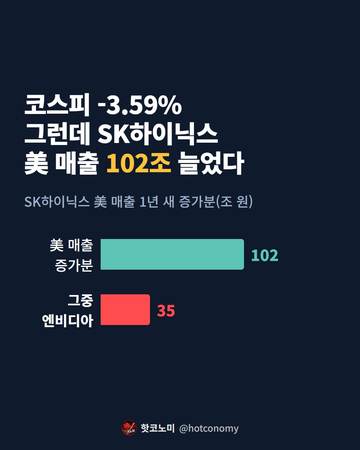 코스피 -3.59%
그런데 SK하이닉스
美 매출 102조 늘었다
SK하이닉스 美 매출 1년 새 증가분(조 원)
美 매출
증가분
102
그중
엔비디아
35
핫코노미 @hotconomy